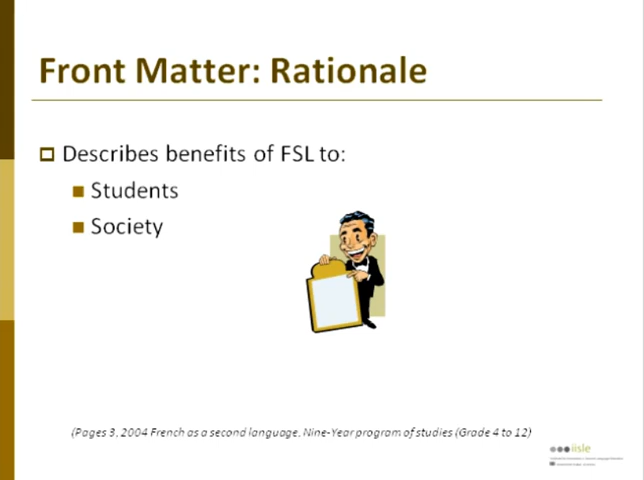 Front Matter: Rationale
Describes benefits of FSL to:
Students
Society
(Pages 3, 2004 French as a second language, Nine-Year program of studies (Grade 4 to 12)
iisle